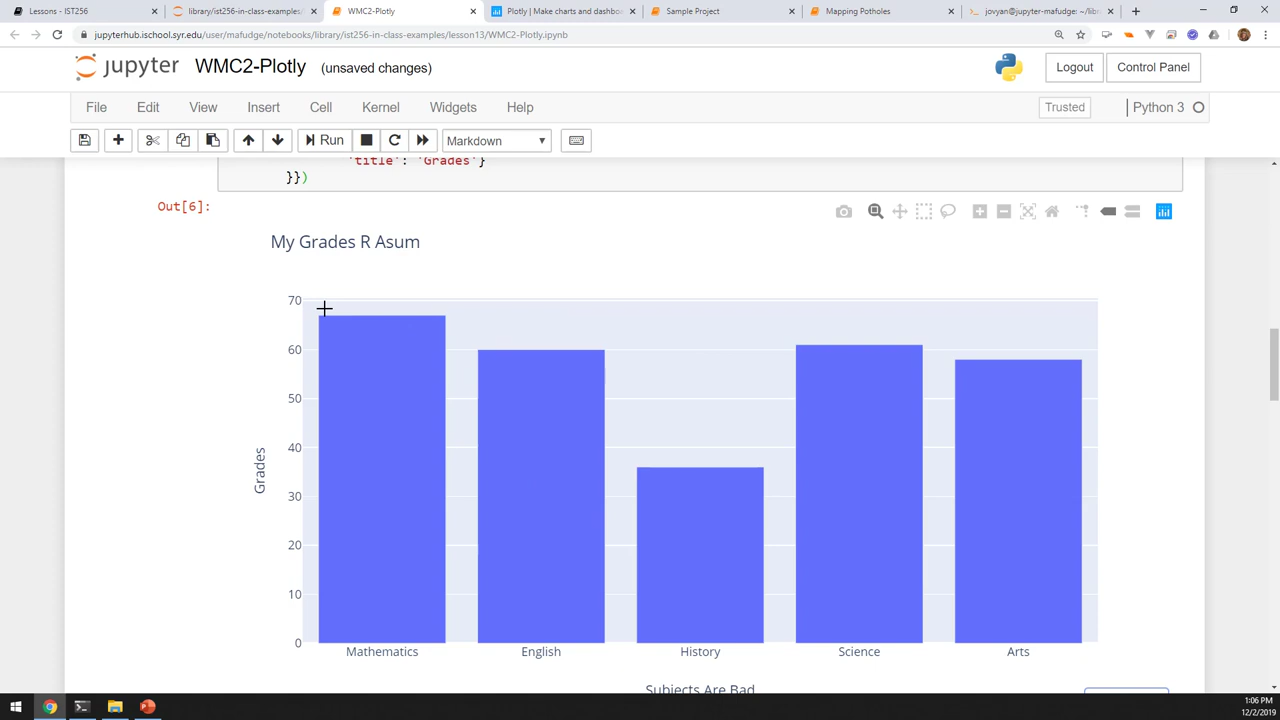 Lessons - IST256
library/ist256-in-class-examples/
WMC2-Plotly
Plotly | Make charts and dashbo
Sample Project
Mapping Potholes
jovyan@jupyter-mafudge: ~/libr
jupyterhub.ischool.syr.edu/user/mafudge/notebooks/library/ist256-in-class-examples/lesson13/WMC2-Plotly.ipynb
jupyter WMC2-Plotly (unsaved changes) Logout Control Panel
File Edit View Insert Cell Kernel Widgets Help Trusted Python 3
Run Markdown
'title': 'Grades'}
}})
Out[6]:
My Grades R Asum
70
60
50
40
30
20
10
0
Grades
Mathematics English History Science Arts
Subjects Are Bad
1:06 PM
12/2/2019